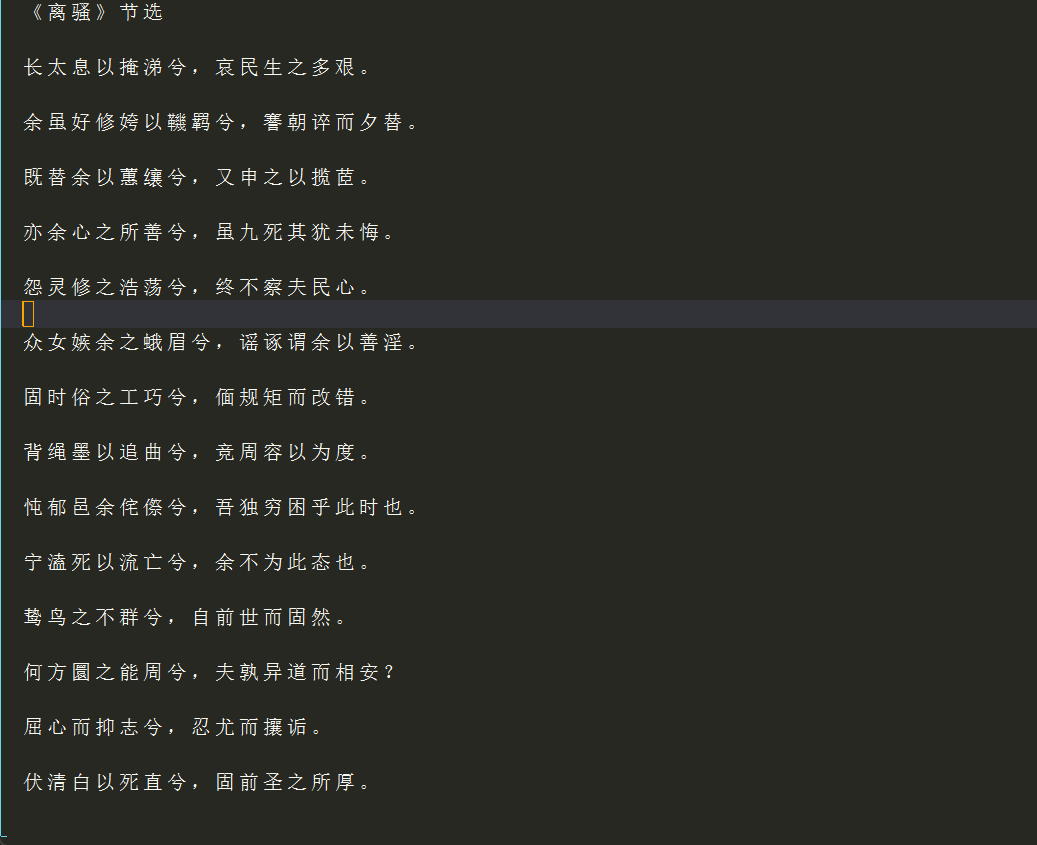 《离骚》节选
长太息以掩涕兮，哀民生之多艰。
余虽好修姱以鞿羁兮，謇朝谇而夕替。
既替余以蕙纕兮，又申之以揽茝。
亦余心之所善兮，虽九死其犹未悔。
怨灵修之浩荡兮，终不察夫民心。
众女嫉余之蛾眉兮，谣诼谓余以善淫。
固时俗之工巧兮，偭规矩而改错。
背绳墨以追曲兮，竞周容以为度。
忳郁邑余侘傺兮，吾独穷困乎此时也。
宁溘死以流亡兮，余不为此态也。
鸷鸟之不群兮，自前世而固然。
何方圜之能周兮，夫孰异道而相安？
屈心而抑志兮，忍尤而攘诟。
伏清白以死直兮，固前圣之所厚。